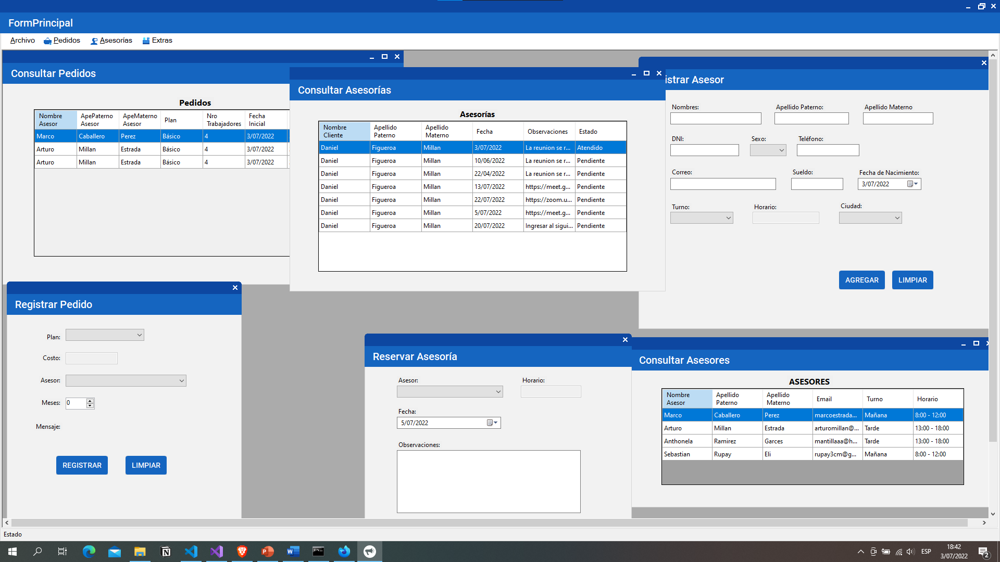 FormPrincipal
Archivo Pedidos Asesorías Extras
Consultar Pedidos
Pedidos
Nombre Asesor ApePaterno Asesor ApeMaterno Asesor Plan Nro Trabajadores Fecha Inicial
Marco Caballero Perez Básico 4 3/07/2022
Arturo Millan Estrada Básico 4 3/07/2022
Arturo Millan Estrada Básico 4 3/07/2022
Consultar Asesorías
Asesorías
Nombre Cliente Apellido Paterno Apellido Materno Fecha Observaciones Estado
Daniel Figueroa Millan 3/07/2022 La reunion se r... Atendido
Daniel Figueroa Millan 10/06/2022 La reunion se r... Pendiente
Daniel Figueroa Millan 22/04/2022 La reunion se r... Pendiente
Daniel Figueroa Millan 13/07/2022 https://meet.g... Pendiente
Daniel Figueroa Millan 22/07/2022 https://zoom.u... Pendiente
Daniel Figueroa Millan 5/07/2022 https://meet.g... Pendiente
Daniel Figueroa Millan 20/07/2022 Ingresar al sigui... Pendiente
istrar Asesor
Nombres: Apellido Paterno: Apellido Materno
DNI: Sexo: Teléfono:
Correo: Sueldo: Fecha de Nacimiento:
3/07/2022
Turno: Horario: Ciudad:
AGREGAR LIMPIAR
Registrar Pedido
Plan:
Costo:
Asesor:
Meses: 0
Mensaje:
REGISTRAR LIMPIAR
Reservar Asesoría
Asesor: Horario:
Fecha:
5/07/2022
Observaciones:
Consultar Asesores
ASESORES
Nombre Asesor Apellido Paterno Apellido Materno Email Turno Horario
Marco Caballero Perez marcoestrada... Mañana 8:00 - 12:00
Arturo Millan Estrada arturomillan@... Tarde 13:00 - 18:00
Anthonela Ramirez Garces mantillaaa@h... Tarde 13:00 - 18:00
Sebastian Rupay Eli rupay3cm@g... Mañana 8:00 - 12:00
Estado
ESP
18:42
3/07/2022
2